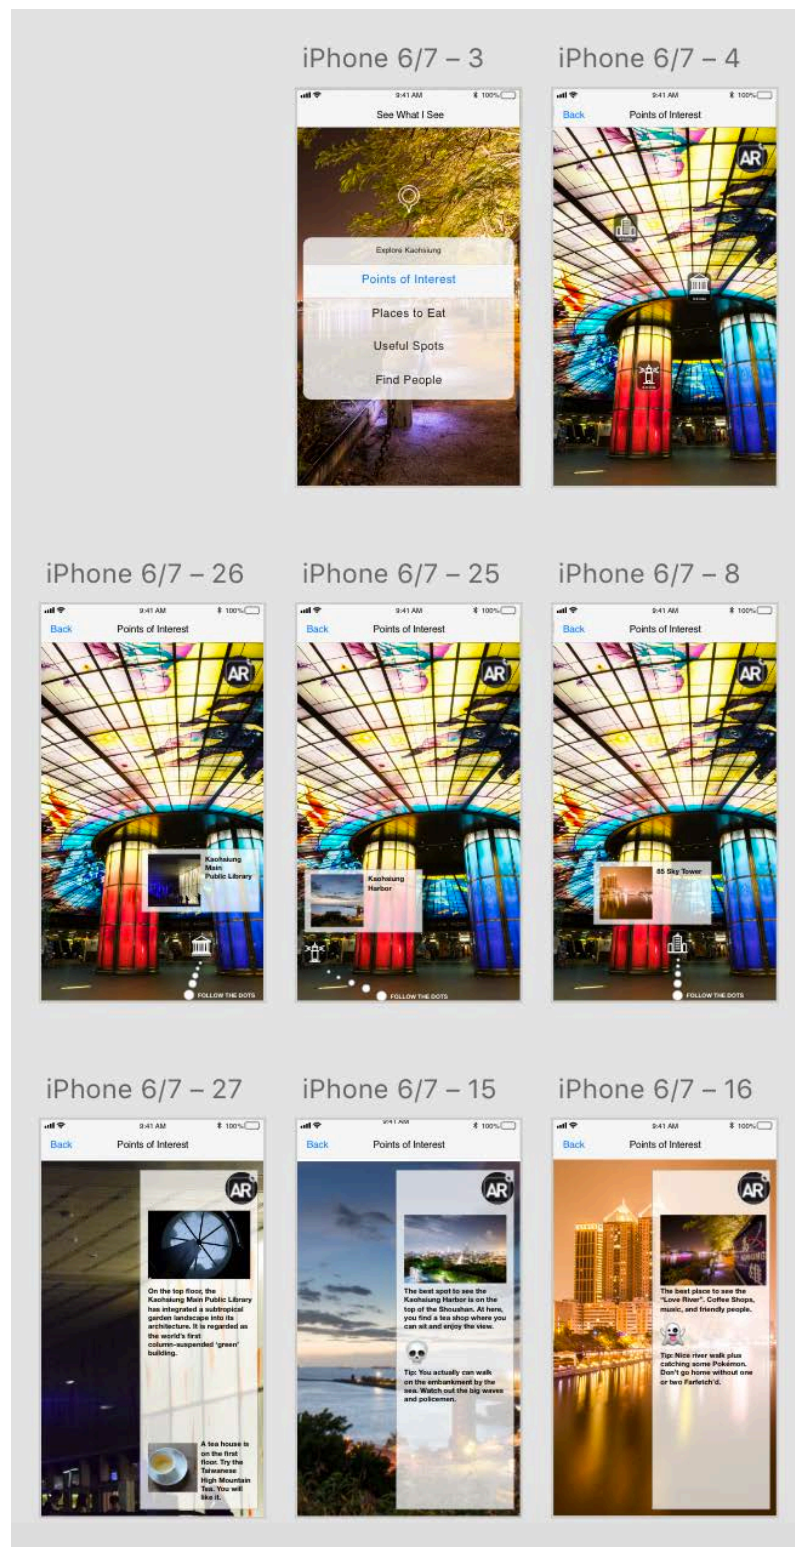 iPhone 6/7 – 3
9:41 AM
100%
See What I See
Explore Kaohsiung
Points of Interest
Places to Eat
Useful Spots
Find People
iPhone 6/7 – 4
9:41 AM
100%
Back
Points of Interest
AR
iPhone 6/7 – 26
9:41 AM
100%
Back
Points of Interest
AR
Kaohsiung
Main
Public Library
FOLLOW THE DOTS
iPhone 6/7 – 25
9:41 AM
100%
Back
Points of Interest
AR
Kaohsiung
Harbor
FOLLOW THE DOTS
iPhone 6/7 – 8
9:41 AM
100%
Back
Points of Interest
AR
85 Sky Tower
FOLLOW THE DOTS
iPhone 6/7 – 27
9:41 AM
100%
Back
Points of Interest
AR
On the top floor, the
Kaohsiung Main Public Library
has integrated a subtropical
garden landscape into its
architecture. It is regarded as
the world's first
column-suspended 'green'
building.
A tea house is
on the first
floor. Try the
Taiwanese
High Mountain
Tea. You will
like it.
iPhone 6/7 – 15
9:41 AM
100%
Back
Points of Interest
AR
The best spot to see the
Kaohsiung Harbor is on the
top of the Shoushan. At here,
you find a tea shop where you
can sit and enjoy the view.
Tip: You actually can walk
on the embankment by the
sea. Watch out the big waves
and policemen.
iPhone 6/7 – 16
9:41 AM
100%
Back
Points of Interest
AR
The best place to see the
"Love River". Coffee Shops,
music, and friendly people.
Tip: Nice river walk plus
catching some Pokémon.
Don't go home without one
or two Farfetch'd.